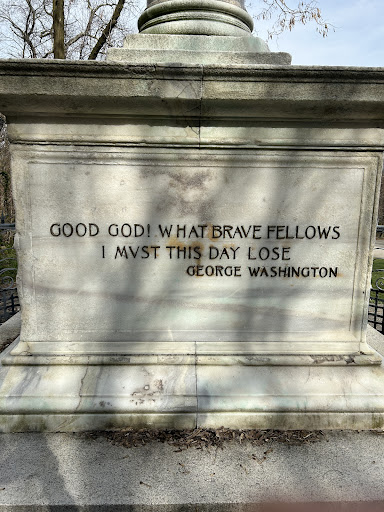 GOOD GOD! WHAT BRAVE FELLOWS
I MVST THIS DAY LOSE
GEORGE WASHINGTON